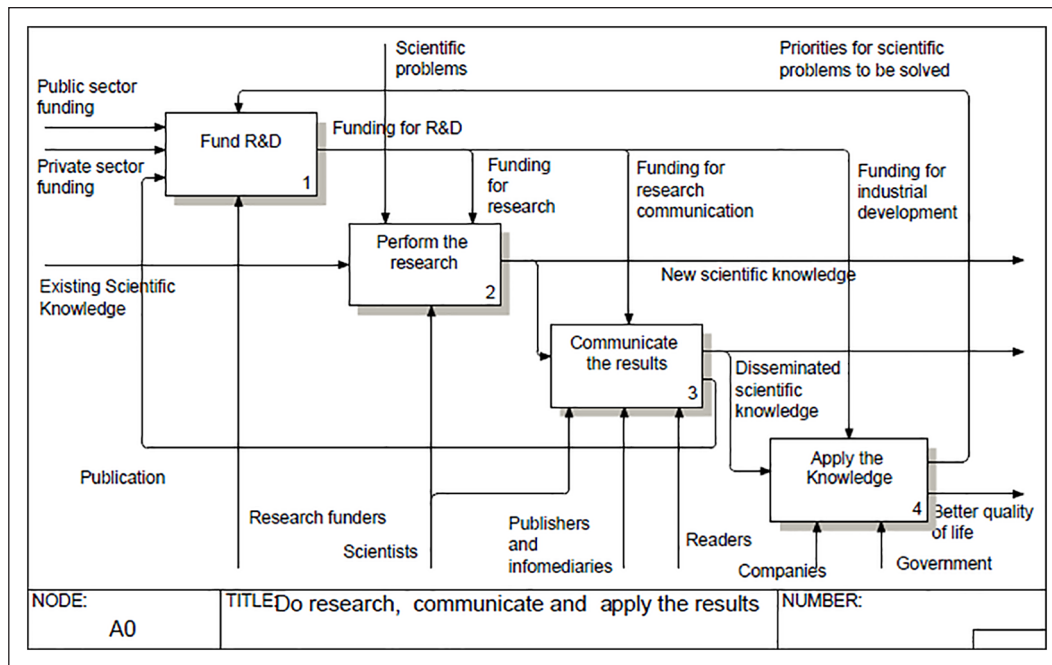 Scientific
problems
Priorities for scientific
problems to be solved
Public sector
funding
Fund R&D
1
Funding for R&D
Private sector
funding
Funding
for
research
Funding for
research
communication
Funding for
industrial
development
Perform the
research
2
Existing Scientific
Knowledge
New scientific knowledge
Communicate
the results
3
Disseminated
scientific
knowledge
Publication
Apply the
Knowledge
4
Research funders
Scientists
Publishers
and
infomediaries
Readers
Companies
Better quality
of life
Government
NODE:
A0
TITLE: Do research, communicate and apply the results
NUMBER: